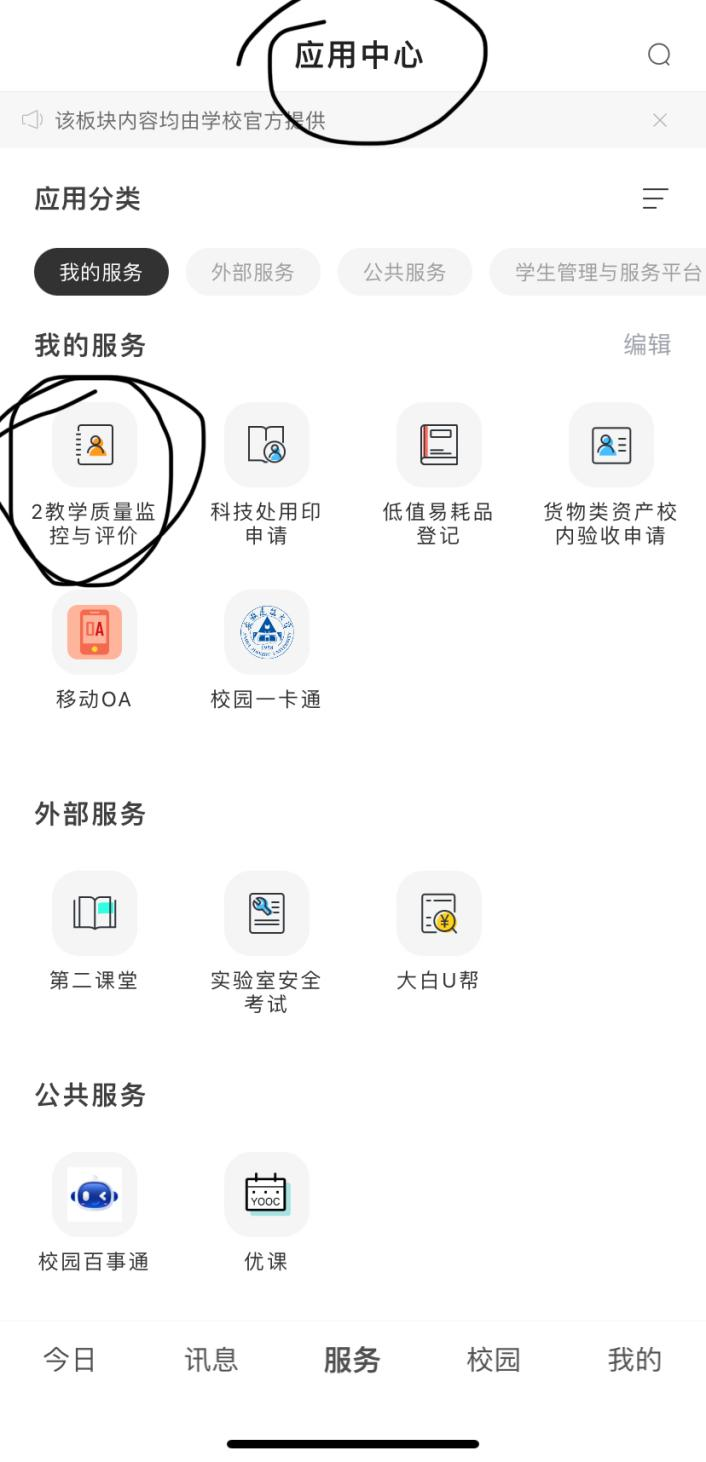 应用中心
该板块内容均由学校官方提供
应用分类
我的服务 外部服务 公共服务 学生管理与服务平台
我的服务 编辑
2教学质量监控与评价 科技处用印申请 低值易耗品登记 货物类资产校内验收申请
OA
移动OA 校园一卡通
外部服务
第二课堂 实验室安全考试 大白U帮
公共服务
YOOC
校园百事通 优课
今日 讯息 服务 校园 我的